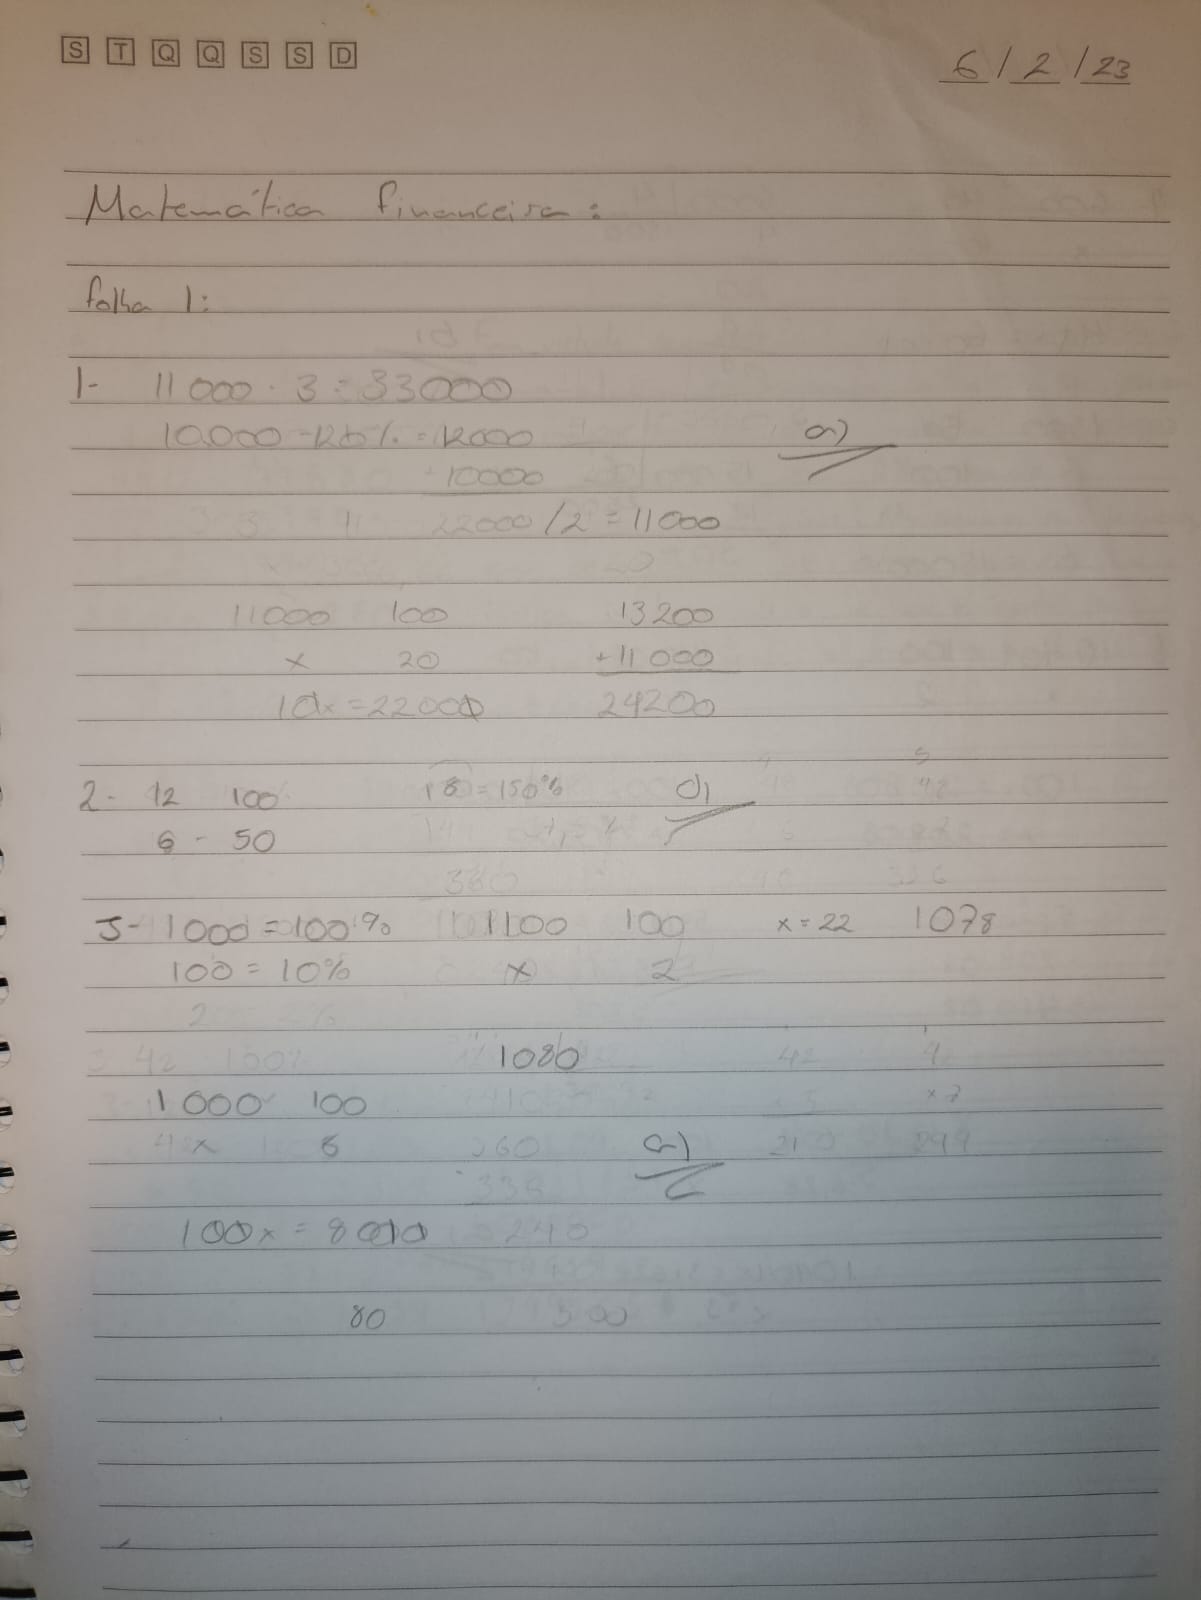 S T Q Q S S D
6 / 2 / 23
Matemática financeira:
folha 1:
1- 11 000 · 3 = 33000
10.000 - 120% = 12000 a)
+10000
22000 / 2 = 11000
11000 100 13200
x 20 +11 000
10x = 22000 24200
2- 12 100% 18 = 150% d)
6 - 50
3- 1000 = 100% 1100 100 x = 22 1078
100 = 10% x 2
1080
1000 100
x 8 a)
100x = 8000
80